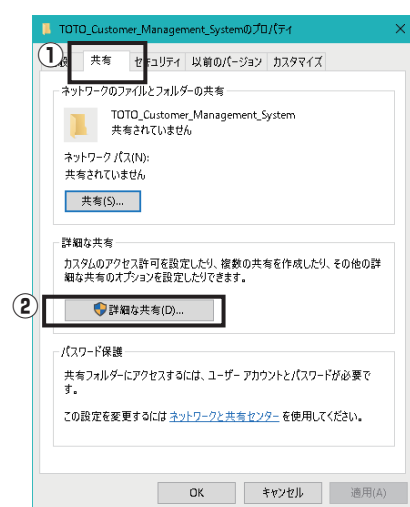 TOTO_Customer_Management_Systemのプロパティ
①
共有 セキュリティ 以前のバージョン カスタマイズ
ネットワークのファイルとフォルダーの共有
TOTO_Customer_Management_System
共有されていません
ネットワーク パス(N):
共有されていません
共有(S)...
詳細な共有
カスタムのアクセス許可を設定したり、複数の共有を作成したり、その他の詳
細な共有のオプションを設定したりできます。
②
詳細な共有(D)...
パスワード保護
共有フォルダーにアクセスするには、ユーザー アカウントとパスワードが必要で
す。
この設定を変更するには ネットワークと共有センター を使用してください。
OK キャンセル 適用(A)